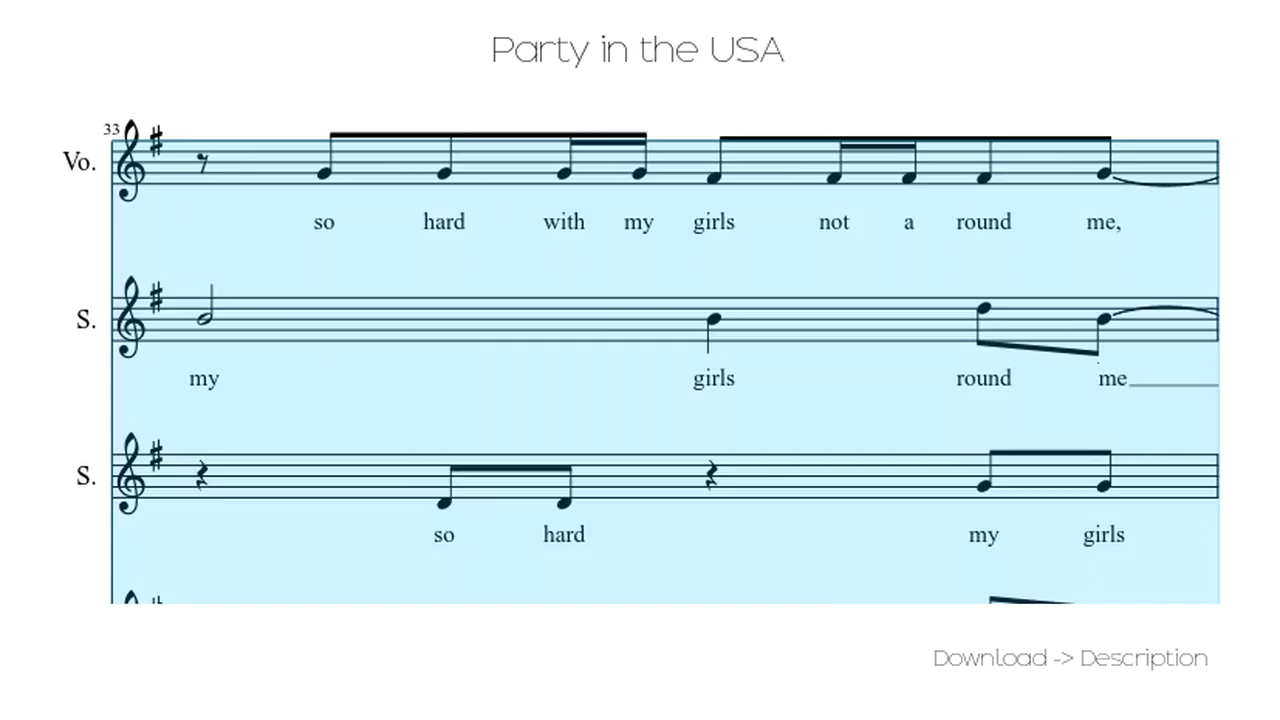 Party in the USA
33
Vo.
so hard with my girls not a round me,
S.
my girls round me
S.
so hard my girls
Download -> Description